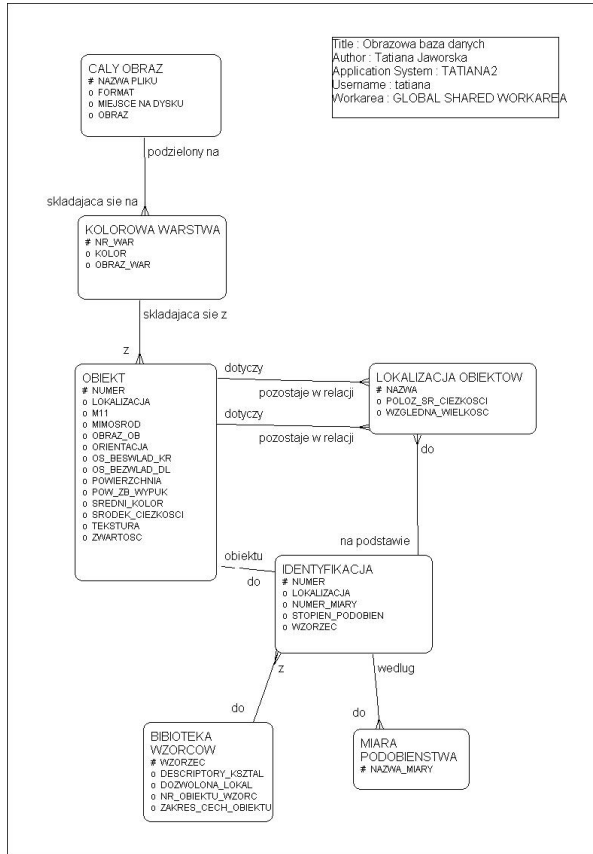 Title : Obrazowa baza danych
Author : Tatiana Jaworska
Application System : TATIANA2
Username : tatiana
Workarea : GLOBAL SHARED WORKAREA
CALY OBRAZ
# NAZWA PLIKU
o FORMAT
o MIEJSCE NA DYSKU
o OBRAZ
podzielony na
skladajaca sie na
KOLOROWA WARSTWA
# NR_WAR
o KOLOR
o OBRAZ_WAR
skladajaca sie z
z
OBIEKT
# NUMER
o LOKALIZACJA
o M11
o MIMOSROD
o OBRAZ_OB
o ORIENTACJA
o OS_BESWLAD_KR
o OS_BEZWLAD_DL
o POWIERZCHNIA
o POW_ZB_WYPUK
o SREDNI_KOLOR
o SRODEK_CIEZKOSCI
o TEKSTURA
o ZWARTOSC
dotyczy
pozostaje w relacji
dotyczy
pozostaje w relacji
LOKALIZACJA OBIEKTOW
# NAZWA
o POLOZ_SR_CIEZKOSCI
o WZGLEDNA_WIELKOSC
do
na podstawie
obiektu
do
IDENTYFIKACJA
# NUMER
o LOKALIZACJA
o NUMER_MIARY
o STOPIEN_PODOBIEN
o WZORZEC
z
wedlug
do
do
BIBIOTEKA
WZORCOW
# WZORZEC
o DESCRIPTORY_KSZTAL
o DOZWOLONA_LOKAL
o NR_OBIEKTU_WZORC
o ZAKRES_CECH_OBIEKTU
MIARA
PODOBIENSTWA
# NAZWA_MIARY